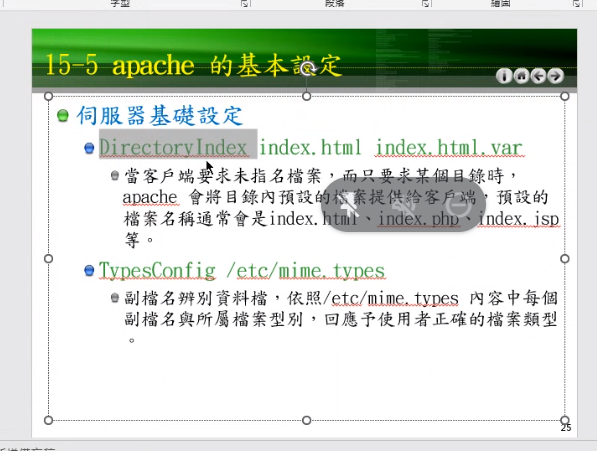 字型 段落 繪圖
15-5 apache 的基本設定
伺服器基礎設定
DirectoryIndex index.html index.html.var
當客戶端要求未指名檔案，而只要求某個目錄時，
apache 會將目錄內預設的檔案提供給客戶端，預設的
檔案名稱通常會是index.html、index.php、index.jsp
等。
TypesConfig /etc/mime.types
副檔名辨別資料檔，依照/etc/mime.types 內容中每個
副檔名與所屬檔案型別，回應予使用者正確的檔案類型
。
25